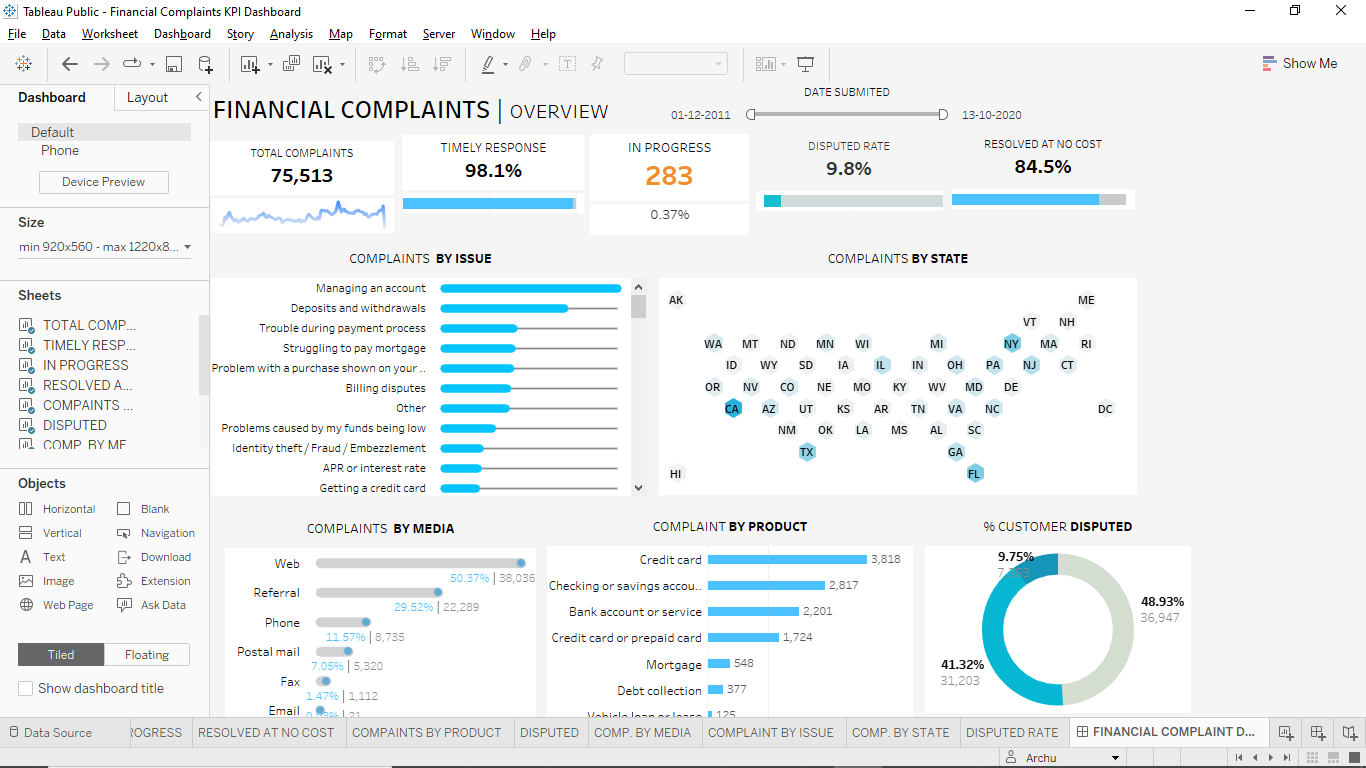 Tableau Public - Financial Complaints KPI Dashboard
File Data Worksheet Dashboard Story Analysis Map Format Server Window Help
Show Me
Dashboard Layout
Default
Phone
Device Preview
Size
min 920x560 - max 1220x8...
Sheets
TOTAL COMP...
TIMELY RESP...
IN PROGRESS
RESOLVED A...
COMPAINTS ...
DISPUTED
COMP. BY ME
Objects
Horizontal Blank
Vertical Navigation
Text Download
Image Extension
Web Page Ask Data
Tiled Floating
Show dashboard title
FINANCIAL COMPLAINTS | OVERVIEW
DATE SUBMITED
01-12-2011 13-10-2020
TOTAL COMPLAINTS
75,513
TIMELY RESPONSE
98.1%
IN PROGRESS
283
0.37%
DISPUTED RATE
9.8%
RESOLVED AT NO COST
84.5%
COMPLAINTS BY ISSUE
Managing an account
Deposits and withdrawals
Trouble during payment process
Struggling to pay mortgage
Problem with a purchase shown on your ..
Billing disputes
Other
Problems caused by my funds being low
Identity theft / Fraud / Embezzlement
APR or interest rate
Getting a credit card
COMPLAINTS BY STATE
AK ME
VT NH
WA MT ND MN WI MI NY MA RI
ID WY SD IA IL IN OH PA NJ CT
OR NV CO NE MO KY WV MD DE
CA AZ UT KS AR TN VA NC DC
NM OK LA MS AL SC
TX GA
HI FL
COMPLAINTS BY MEDIA
Web
50.37% | 38,036
Referral
29.52% | 22,289
Phone
11.57% | 8,735
Postal mail
7.05% | 5,320
Fax
1.47% | 1,112
Email
COMPLAINT BY PRODUCT
Credit card 3,818
Checking or savings accou.. 2,817
Bank account or service 2,201
Credit card or prepaid card 1,724
Mortgage 548
Debt collection 377
Vehicle loan or lease 125
% CUSTOMER DISPUTED
9.75%
48.93%
36,947
41.32%
31,203
Data Source ROGRESS RESOLVED AT NO COST COMPAINTS BY PRODUCT DISPUTED COMP. BY MEDIA COMPLAINT BY ISSUE COMP. BY STATE DISPUTED RATE FINANCIAL COMPLAINT D...
Archu